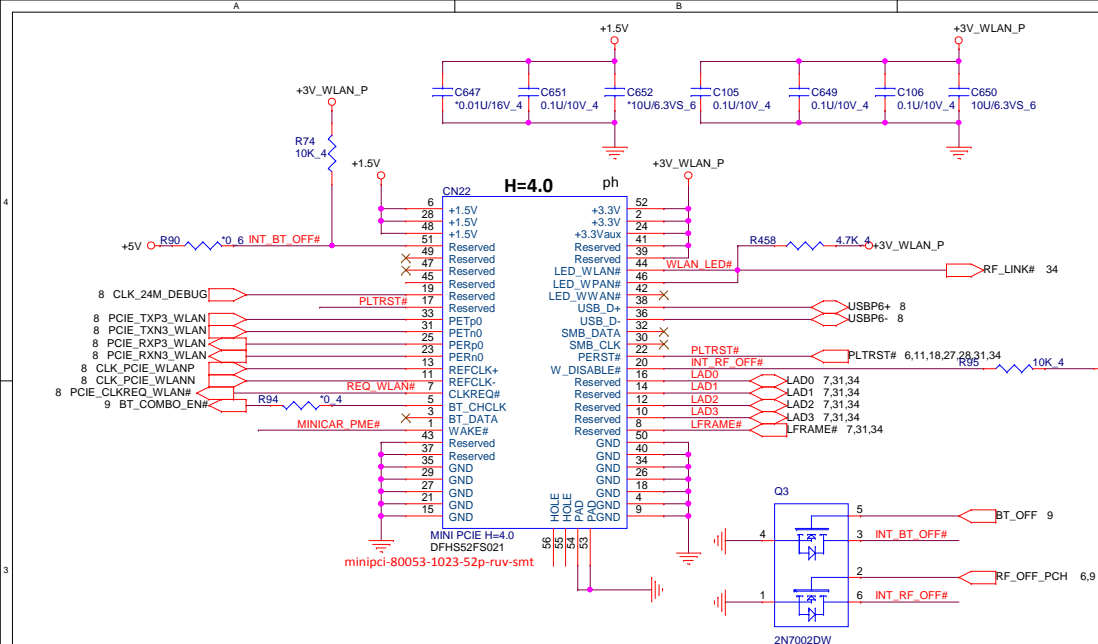 A
B
4
3
+1.5V
+3V_WLAN_P
C647
*0.01U/16V_4
C651
0.1U/10V_4
C652
*10U/6.3VS_6
C105
0.1U/10V_4
C649
0.1U/10V_4
C106
0.1U/10V_4
C650
10U/6.3VS_6
+3V_WLAN_P
R74
10K_4
+1.5V
+3V_WLAN_P
CN22
H=4.0
ph
+5V
R90
*0_6
INT_BT_OFF#
6 +1.5V
28 +1.5V
48 +1.5V
51 Reserved
49 Reserved
47 Reserved
45 Reserved
19 Reserved
17 Reserved
33 PETp0
31 PETn0
25 PERp0
23 PERn0
13 REFCLK+
11 REFCLK-
7 CLKREQ#
5 BT_CHCLK
3 BT_DATA
1 WAKE#
43 Reserved
37 Reserved
35 GND
29 GND
27 GND
21 GND
15 GND
8 CLK_24M_DEBUG
PLTRST#
8 PCIE_TXP3_WLAN
8 PCIE_TXN3_WLAN
8 PCIE_RXP3_WLAN
8 PCIE_RXN3_WLAN
8 CLK_PCIE_WLANP
8 CLK_PCIE_WLANN
8 PCIE_CLKREQ_WLAN#
REQ_WLAN#
9 BT_COMBO_EN#
R94
*0_4
MINICAR_PME#
+3.3V 52
+3.3V 2
+3.3Vaux 24
Reserved 41
Reserved 39
LED_WLAN# 44
LED_WPAN# 46
LED_WWAN# 42
USB_D+ 38
USB_D- 36
SMB_DATA 32
SMB_CLK 30
PERST# 22
W_DISABLE# 20
Reserved 16
Reserved 14
Reserved 12
Reserved 10
Reserved 8
GND 50
GND 40
GND 34
GND 26
GND 18
GND 4
GND 9
HOLE 56
HOLE 55
PAD 54
PAD 53
R458
4.7K_4
+3V_WLAN_P
WLAN_LED#
RF_LINK# 34
USBP6+ 8
USBP6- 8
PLTRST#
PLTRST# 6,11,18,27,28,31,34
INT_RF_OFF#
R95
10K_4
LAD0
LAD0 7,31,34
LAD1
LAD1 7,31,34
LAD2
LAD2 7,31,34
LAD3
LAD3 7,31,34
LFRAME#
LFRAME# 7,31,34
MINI PCIE H=4.0
DFHS52FS021
minipci-80053-1023-52p-ruv-smt
Q3
5
BT_OFF 9
4
3
INT_BT_OFF#
2
RF_OFF_PCH 6,9
1
6
INT_RF_OFF#
2N7002DW